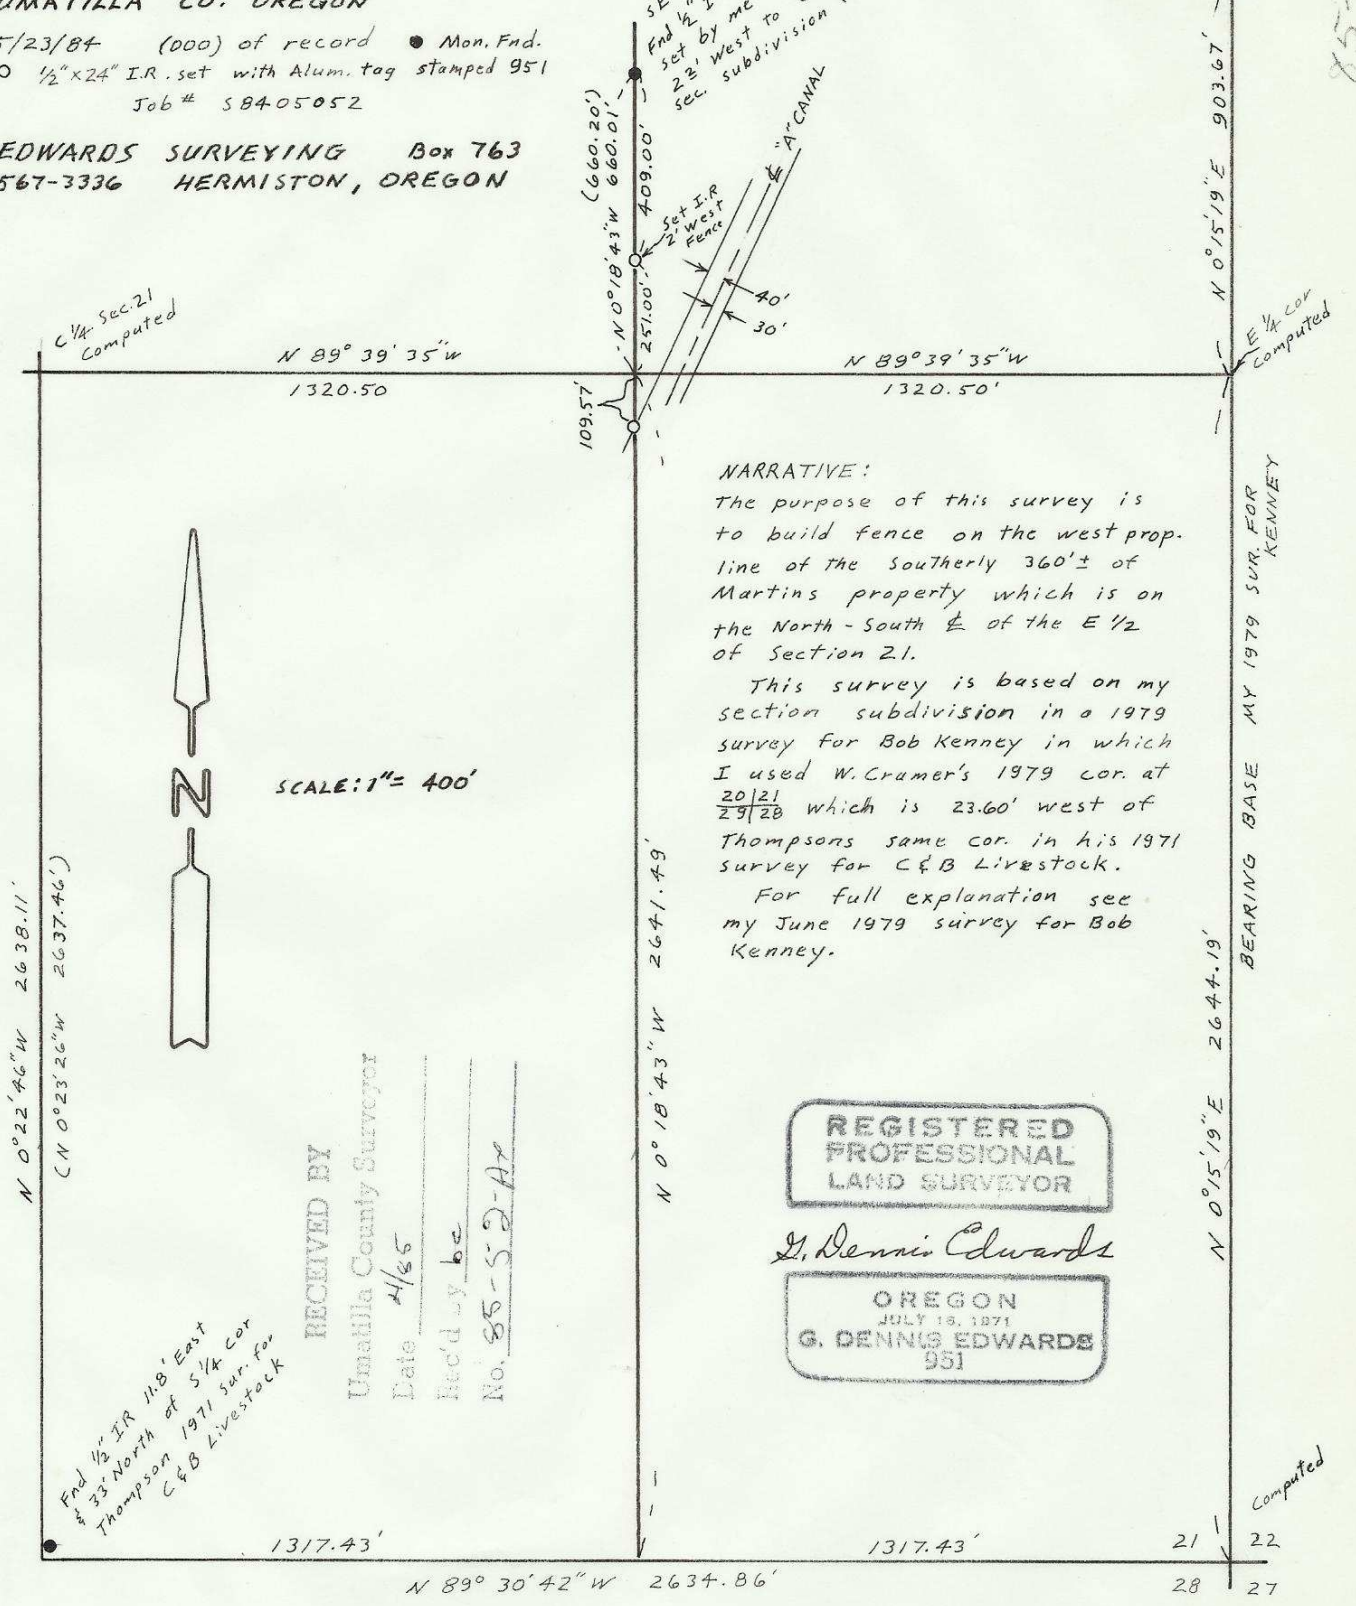 UMATILLA CO. OREGON
5/23/84 (000) of record ● Mon. Fnd.
O 1/2"x24" I.R. set with Alum. tag stamped 951
Job # S8405052
EDWARDS SURVEYING Box 763
567-3336 HERMISTON, OREGON
Fnd 1/2" I
set by me
22' West to
sec. subdivision
(660.20')
N 0°18'43"W 660.01'
409.00'
251.00'
Set I.R
2' West
Fence
℄ "A" CANAL
40'
30'
N 0°15'19"E 903.67'
C 1/4 Sec. 21
Computed
E 1/4 cor
Computed
N 89° 39' 35"W
1320.50
N 89°39'35"W
1320.50'
109.57'
NARRATIVE:
The purpose of this survey is
to build fence on the west prop.
line of the Southerly 360'± of
Martins property which is on
the North-South ℄ of the E 1/2
of Section 21.
This survey is based on my
section subdivision in a 1979
survey for Bob Kenney in which
I used W. Cramer's 1979 cor. at
20|21
29|28 which is 23.60' west of
Thompsons same cor. in his 1971
survey for C&B Livestock.
For full explanation see
my June 1979 survey for Bob
Kenney.
BEARING BASE MY 1979 SUR. FOR
KENNEY
N
SCALE: 1"= 400'
N 0°22'46"W 2638.11'
(N 0°23'26"W 2637.46')
N 0°18'43"W 2641.49'
N 0°15'19"E 2644.19'
RECEIVED BY
Umatilla County Surveyor
Date 4/85
Rec'd by bc
No. 85-52-AP
REGISTERED
PROFESSIONAL
LAND SURVEYOR
G. Dennis Edwards
OREGON
JULY 16, 1971
G. DENNIS EDWARDS
951
Fnd 1/2" IR 11.8' East
& 33' North of S 1/4 cor
Thompson 1971 sur. for
C&B Livestock
Computed
1317.43'
1317.43'
21 22
N 89° 30' 42"W 2634.86'
28 27